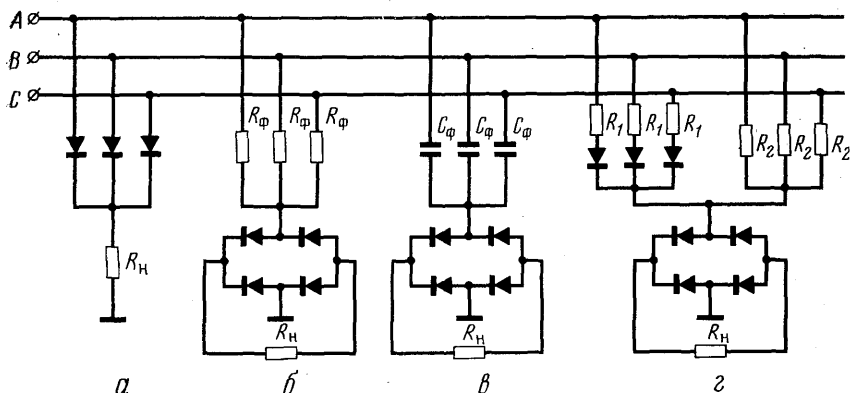 A
B
C
Rф Rф Rф
Cф Cф Cф
R1 R1 R1
R2 R2 R2
Rн
Rн
Rн
Rн
а б в г